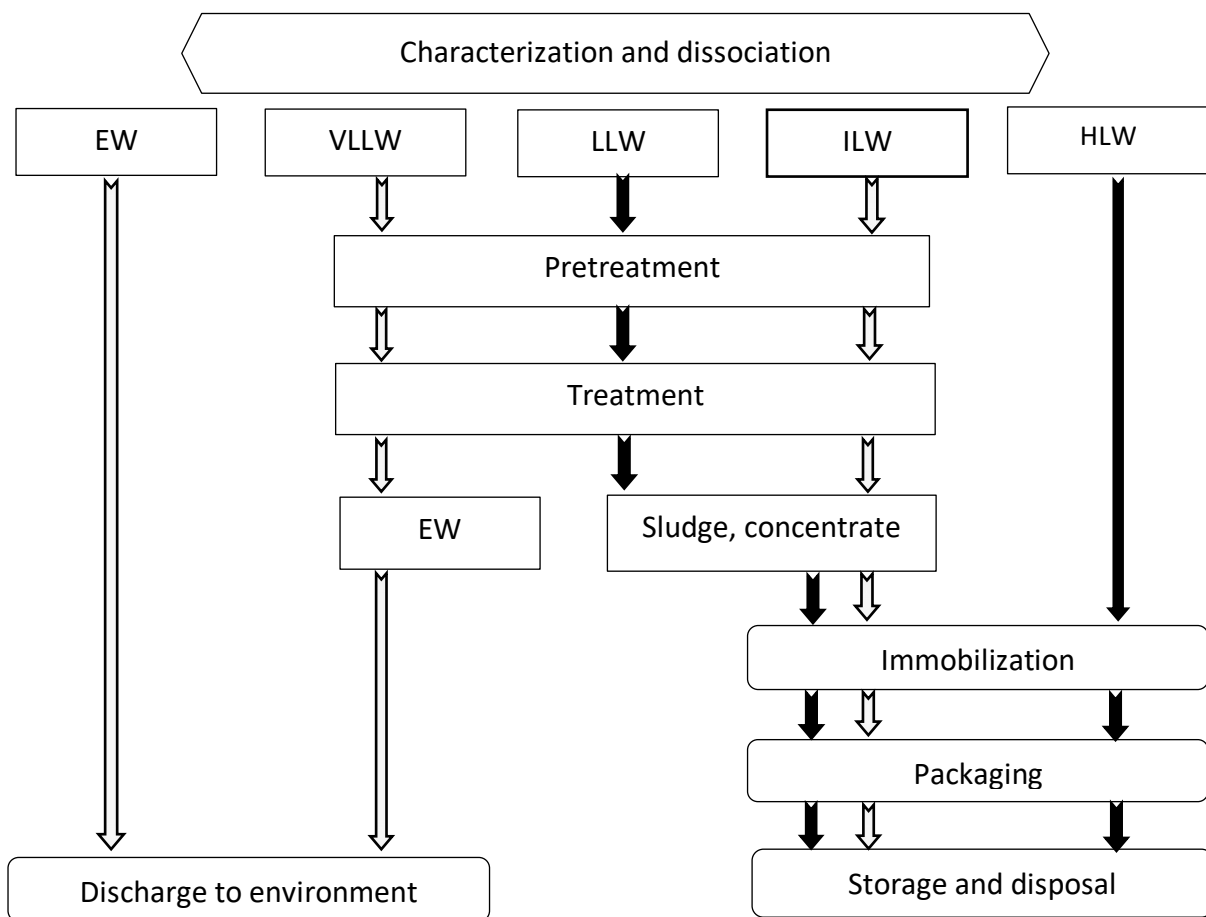 Characterization and dissociation
EW
VLLW
LLW
ILW
HLW
Pretreatment
Treatment
EW
Sludge, concentrate
Immobilization
Packaging
Discharge to environment
Storage and disposal